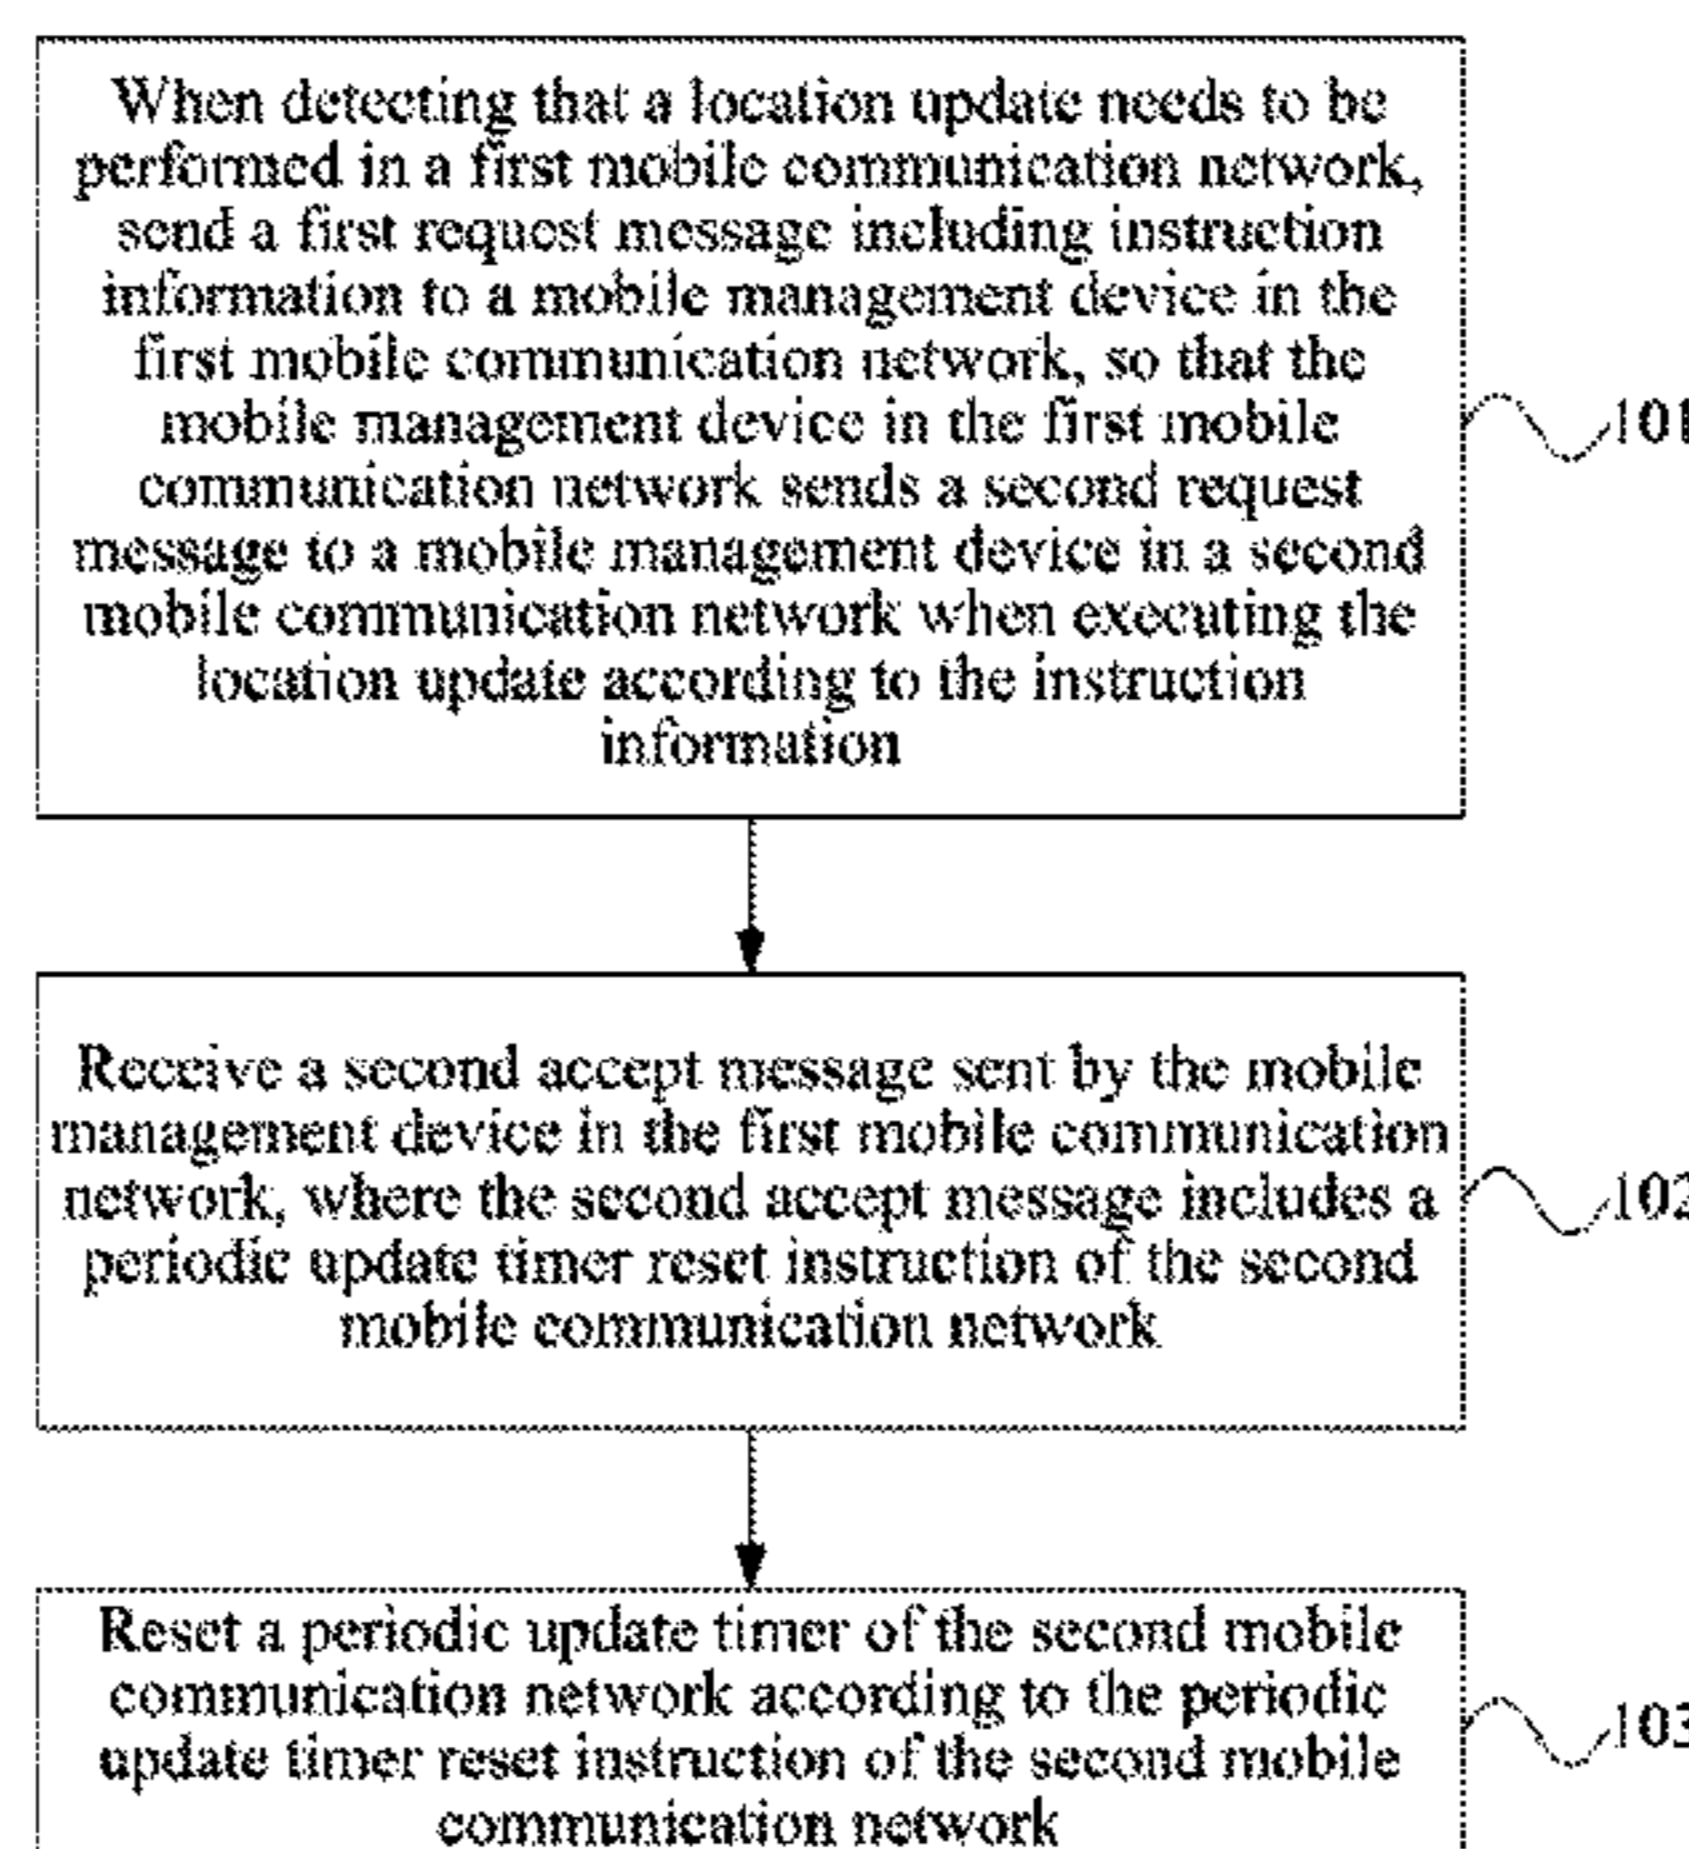 When detecting that a location update needs to be
performed in a first mobile communication network,
send a first request message including instruction
information to a mobile management device in the
first mobile communication network, so that the
mobile management device in the first mobile
communication network sends a second request
message to a mobile management device in a second
mobile communication network when executing the
location update according to the instruction
information
101
Receive a second accept message sent by the mobile
management device in the first mobile communication
network, where the second accept message includes a
periodic update timer reset instruction of the second
mobile communication network
102
Reset a periodic update timer of the second mobile
communication network according to the periodic
update timer reset instruction of the second mobile
communication network
103